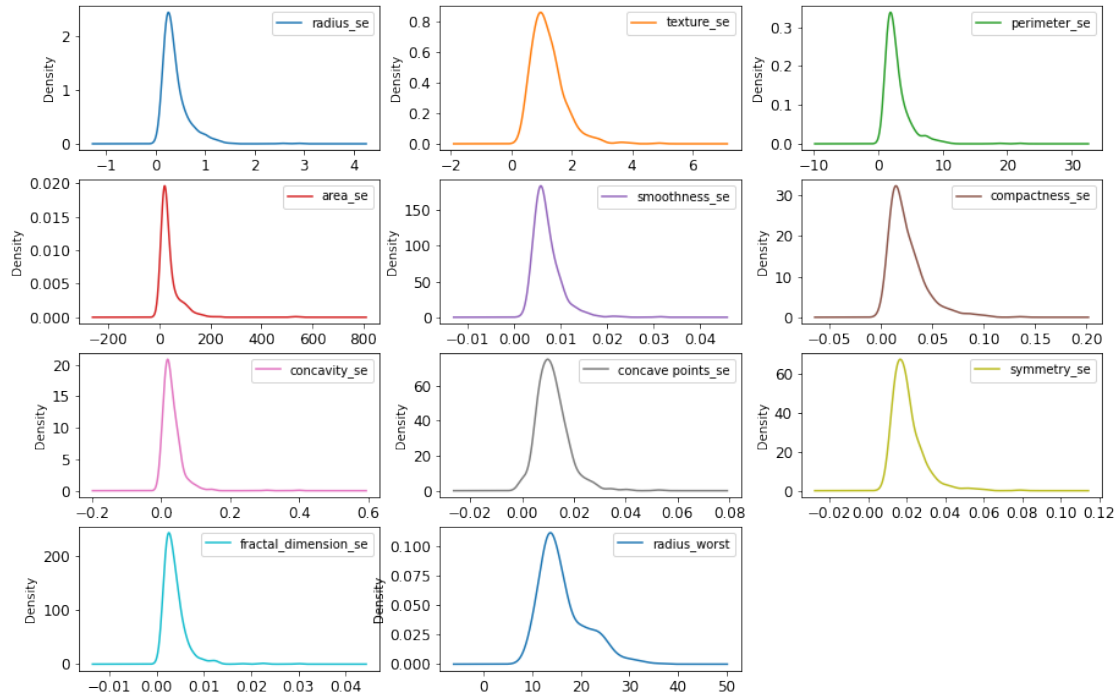 radius_se
Density
2
1
0
−1 0 1 2 3 4
texture_se
Density
0.8
0.6
0.4
0.2
0.0
−2 0 2 4 6
perimeter_se
Density
0.3
0.2
0.1
0.0
−10 0 10 20 30
area_se
Density
0.020
0.015
0.010
0.005
0.000
−200 0 200 400 600 800
smoothness_se
Density
150
100
50
0
−0.01 0.00 0.01 0.02 0.03 0.04
compactness_se
Density
30
20
10
0
−0.05 0.00 0.05 0.10 0.15 0.20
concavity_se
Density
20
15
10
5
0
−0.2 0.0 0.2 0.4 0.6
concave points_se
Density
60
40
20
0
−0.02 0.00 0.02 0.04 0.06 0.08
symmetry_se
Density
60
40
20
0
−0.02 0.00 0.02 0.04 0.06 0.08 0.10 0.12
fractal_dimension_se
Density
200
100
0
−0.01 0.00 0.01 0.02 0.03 0.04
radius_worst
Density
0.100
0.075
0.050
0.025
0.000
0 10 20 30 40 50